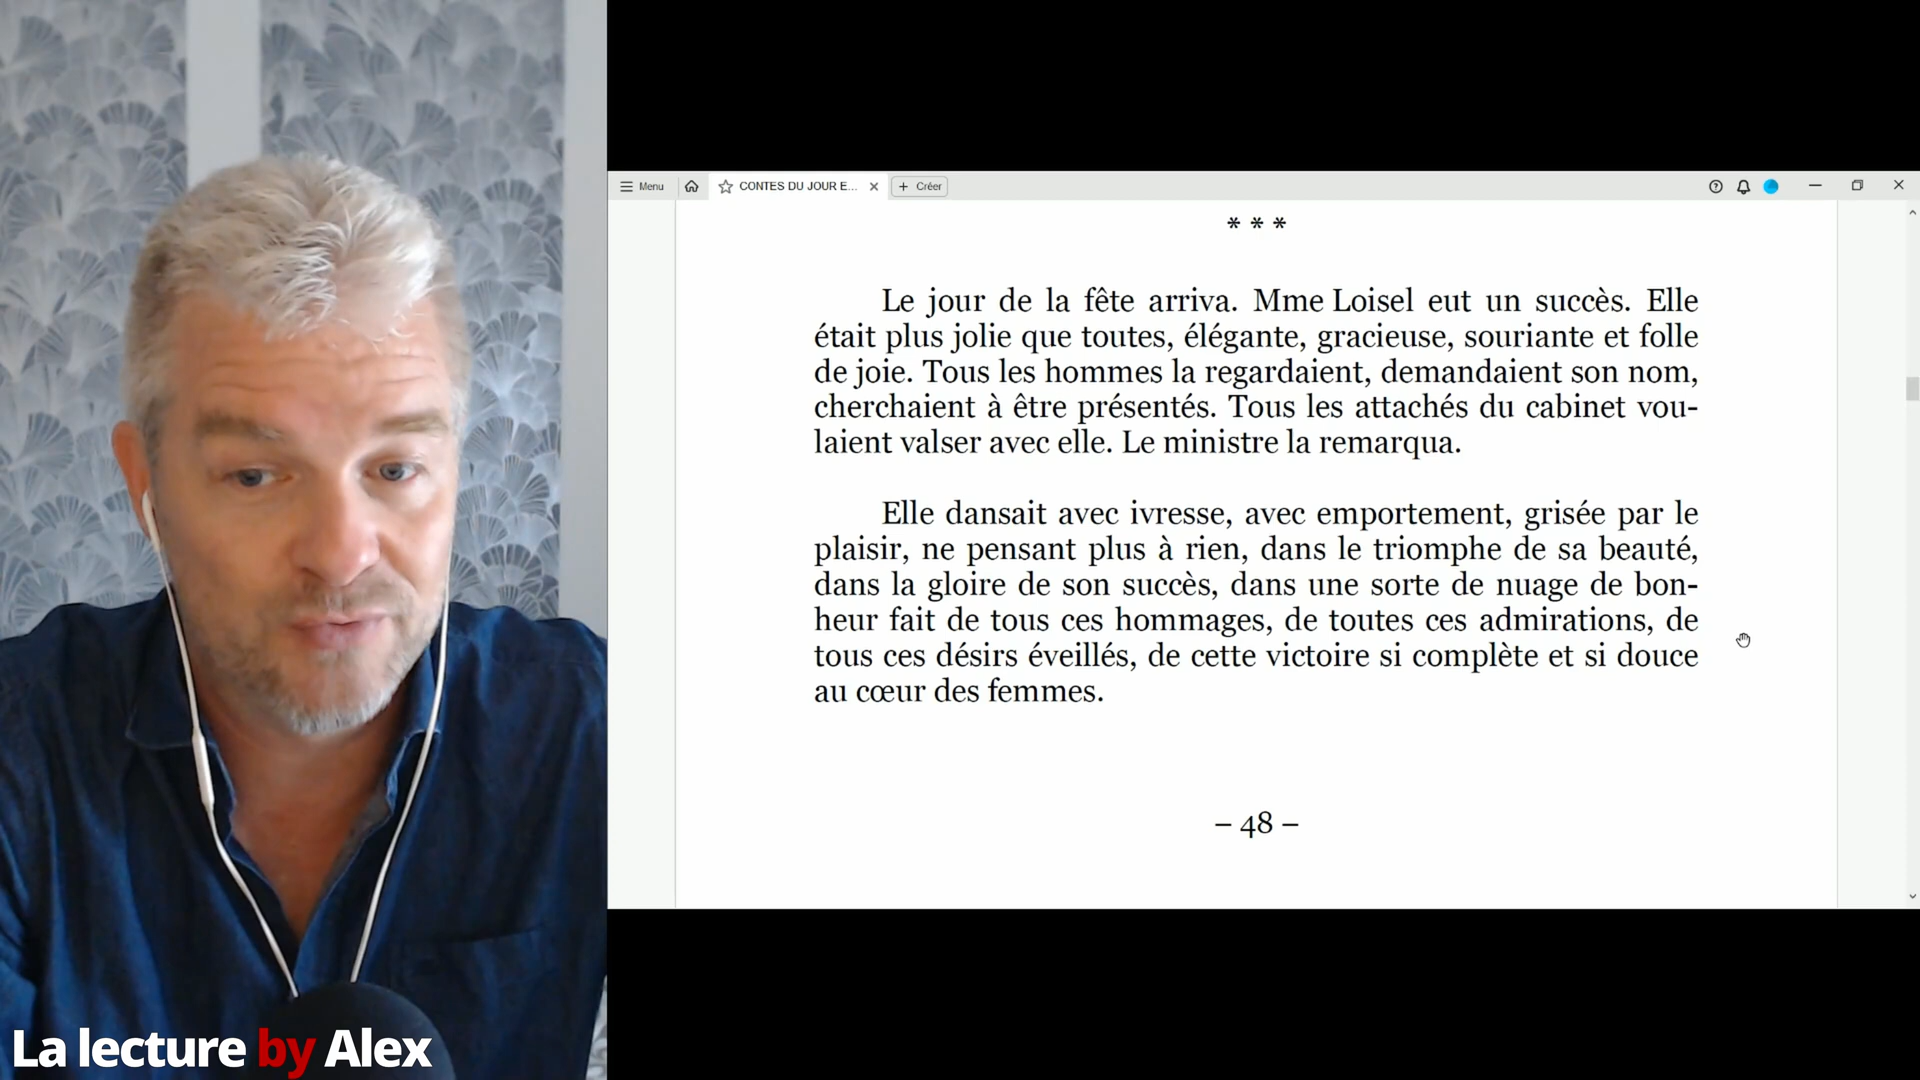 Menu
CONTES DU JOUR E...
Créer
* * *
Le jour de la fête arriva. Mme Loisel eut un succès. Elle
était plus jolie que toutes, élégante, gracieuse, souriante et folle
de joie. Tous les hommes la regardaient, demandaient son nom,
cherchaient à être présentés. Tous les attachés du cabinet vou-
laient valser avec elle. Le ministre la remarqua.
Elle dansait avec ivresse, avec emportement, grisée par le
plaisir, ne pensant plus à rien, dans le triomphe de sa beauté,
dans la gloire de son succès, dans une sorte de nuage de bon-
heur fait de tous ces hommages, de toutes ces admirations, de
tous ces désirs éveillés, de cette victoire si complète et si douce
au cœur des femmes.
– 48 –
La lecture by Alex